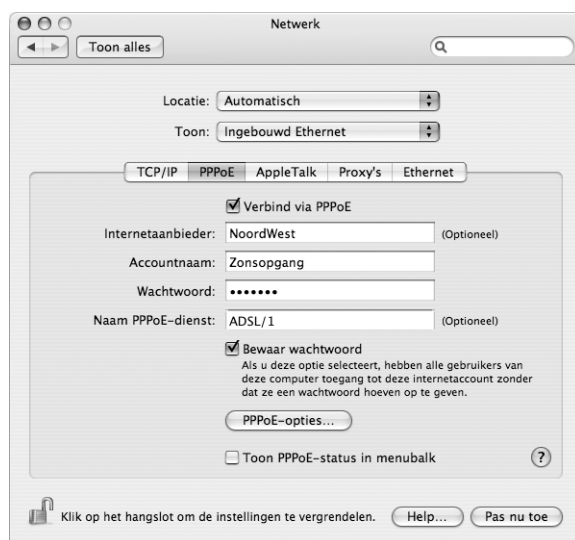 Netwerk
Toon alles
Locatie: Automatisch
Toon: Ingebouwd Ethernet
TCP/IP PPPoE AppleTalk Proxy's Ethernet
Verbind via PPPoE
Internetaanbieder: NoordWest (Optioneel)
Accountnaam: Zonsopgang
Wachtwoord: •••••••
Naam PPPoE-dienst: ADSL/1 (Optioneel)
Bewaar wachtwoord
Als u deze optie selecteert, hebben alle gebruikers van
deze computer toegang tot deze internetaccount zonder
dat ze een wachtwoord hoeven op te geven.
PPPoE-opties...
Toon PPPoE-status in menubalk ?
Klik op het hangslot om de instellingen te vergrendelen. Help... Pas nu toe